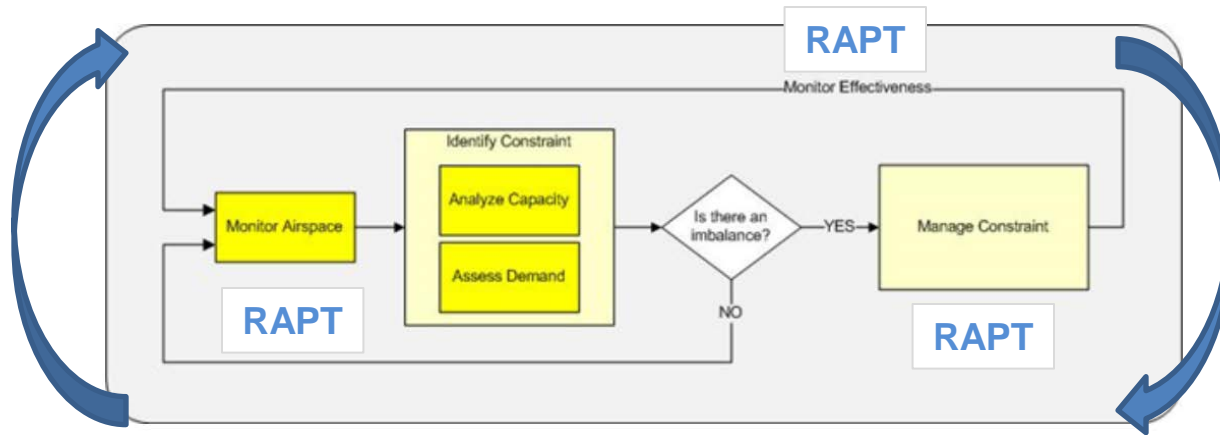 RAPT
Monitor Effectiveness
Identify Constraint
Analyze Capacity
Monitor Airspace
Assess Demand
Is there an
imbalance?
YES
Manage Constraint
NO
RAPT
RAPT